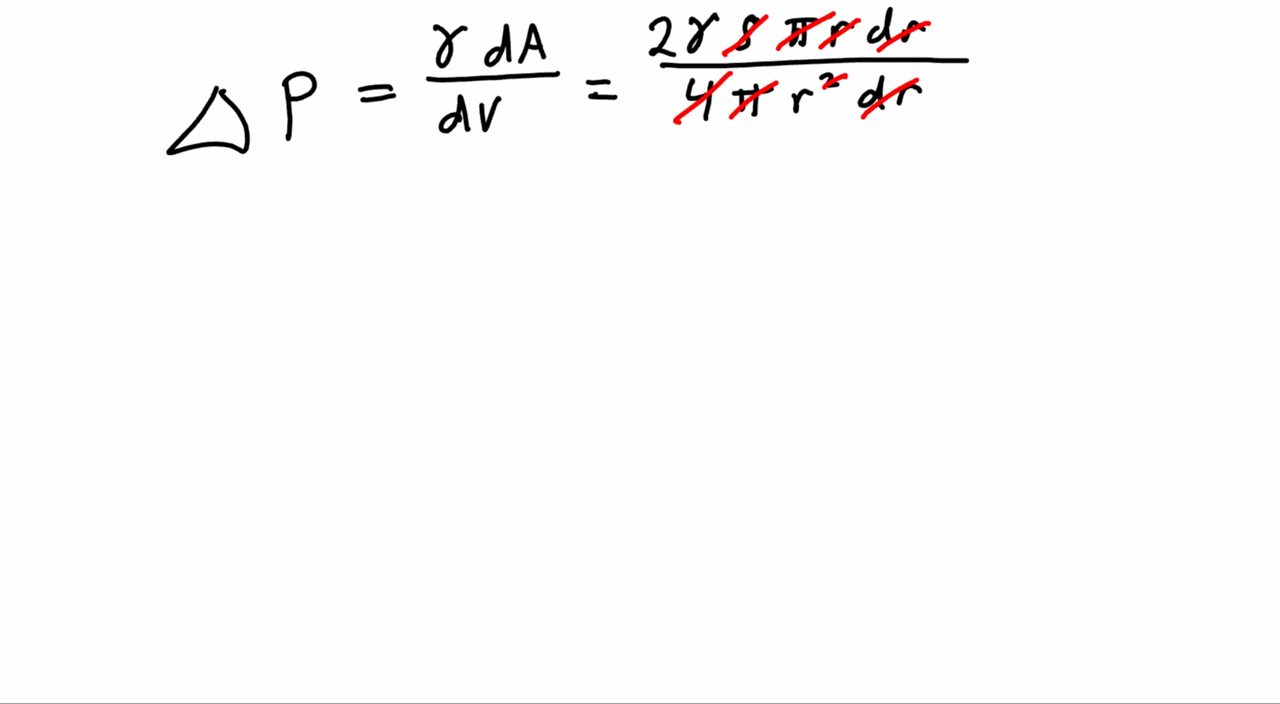 ΔP = γ dA / dV = 2γ 8 π r dr / 4 π r² dr